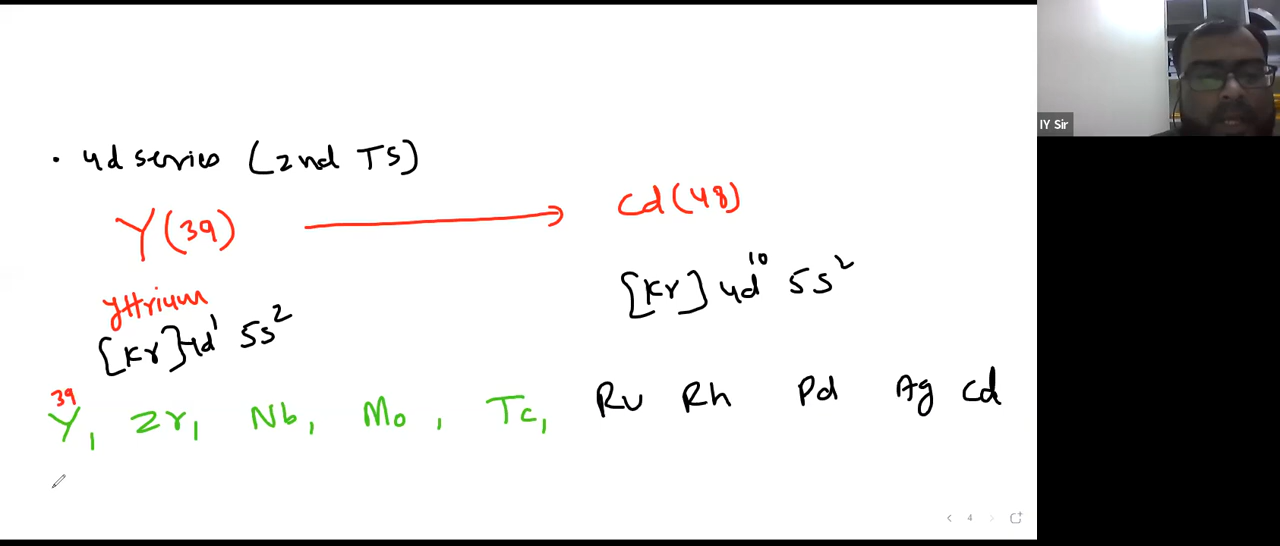 • 4d series (2nd TS)
Y(39) → Cd(48)
yttrium
[Kr] 4d¹ 5s²
[Kr] 4d¹⁰ 5s²
39
Y, Zr, Nb, Mo, Tc, Ru Rh Pd Ag Cd
IY Sir
4